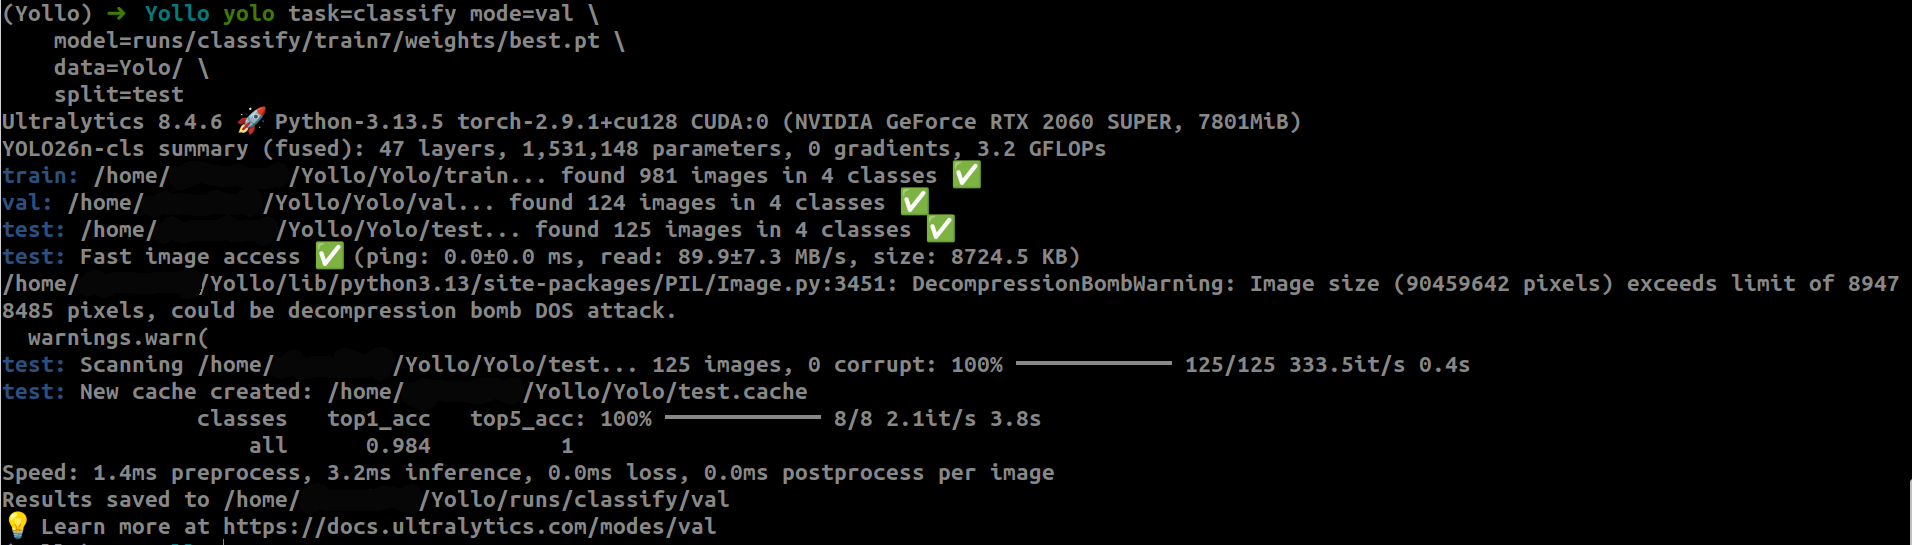 (Yollo) ➜ Yollo yolo task=classify mode=val \
model=runs/classify/train7/weights/best.pt \
data=Yolo/ \
split=test
Ultralytics 8.4.6 🚀 Python-3.13.5 torch-2.9.1+cu128 CUDA:0 (NVIDIA GeForce RTX 2060 SUPER, 7801MiB)
YOLO26n-cls summary (fused): 47 layers, 1,531,148 parameters, 0 gradients, 3.2 GFLOPs
train: /home/ /Yollo/Yolo/train... found 981 images in 4 classes ✅
val: /home/ /Yollo/Yolo/val... found 124 images in 4 classes ✅
test: /home/ /Yollo/Yolo/test... found 125 images in 4 classes ✅
test: Fast image access ✅ (ping: 0.0±0.0 ms, read: 89.9±7.3 MB/s, size: 8724.5 KB)
/home/ /Yollo/lib/python3.13/site-packages/PIL/Image.py:3451: DecompressionBombWarning: Image size (90459642 pixels) exceeds limit of 8947
8485 pixels, could be decompression bomb DOS attack.
warnings.warn(
test: Scanning /home/ /Yollo/Yolo/test... 125 images, 0 corrupt: 100% ━━━━━━━━━━━━ 125/125 333.5it/s 0.4s
test: New cache created: /home/ /Yollo/Yolo/test.cache
classes top1_acc top5_acc: 100% ━━━━━━━━━━━━ 8/8 2.1it/s 3.8s
all 0.984 1
Speed: 1.4ms preprocess, 3.2ms inference, 0.0ms loss, 0.0ms postprocess per image
Results saved to /home/ /Yollo/runs/classify/val
💡 Learn more at https://docs.ultralytics.com/modes/val